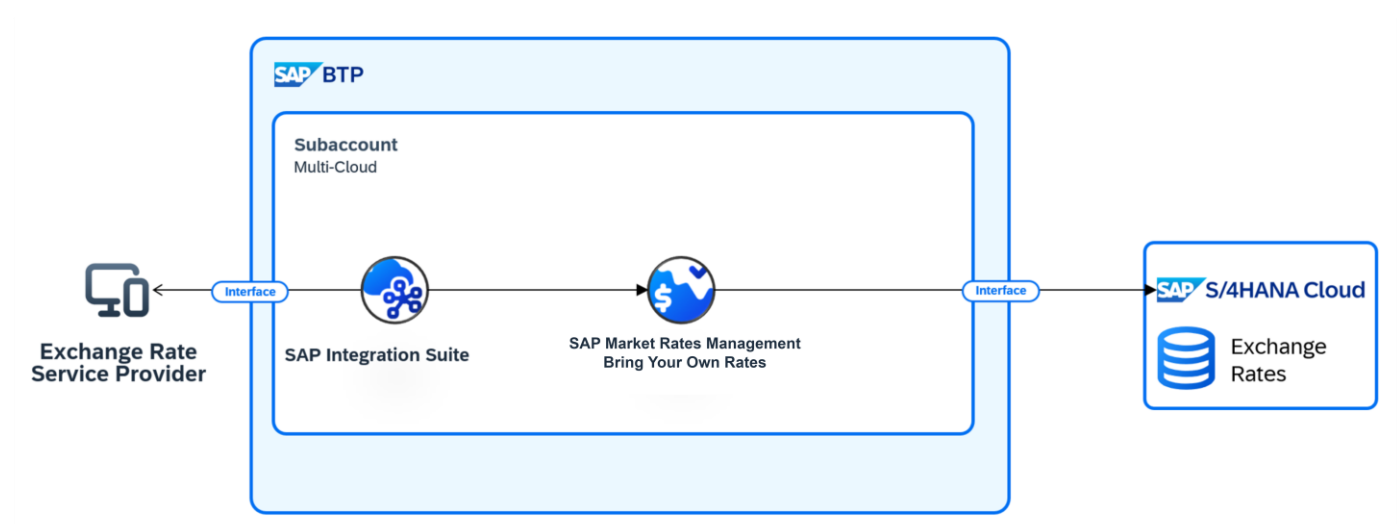 SAP BTP
Subaccount
Multi-Cloud
Interface
Interface
SAP S/4HANA Cloud
$
Exchange Rate
Service Provider
SAP Integration Suite
SAP Market Rates Management
Bring Your Own Rates
Exchange
Rates